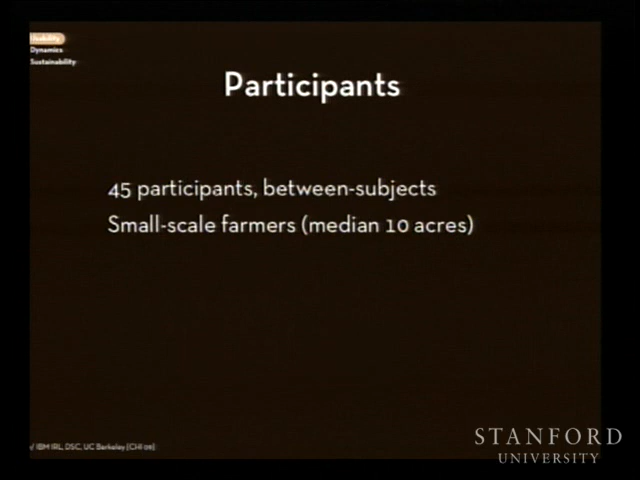 Usability
Dynamics
Sustainability
Participants
45 participants, between-subjects
Small-scale farmers (median 10 acres)
w/ IBM IRL, DSC, UC Berkeley [CHI 09]
STANFORD
UNIVERSITY